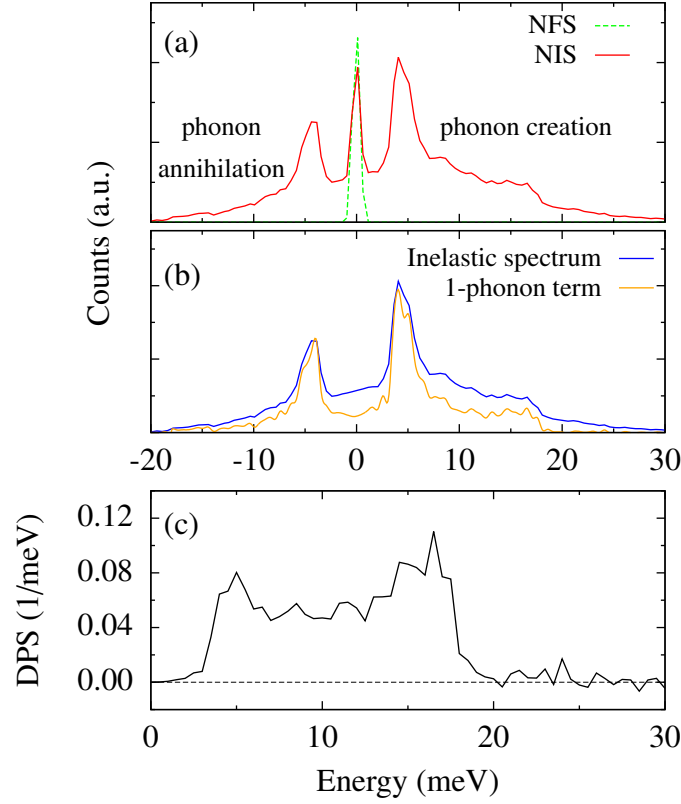 (a)
NFS
NIS
phonon
annihilation
phonon creation
Counts (a.u.)
(b)
Inelastic spectrum
1-phonon term
-20 -10 0 10 20 30
(c)
DPS (1/meV)
0.12
0.08
0.04
0.00
0 10 20 30
Energy (meV)